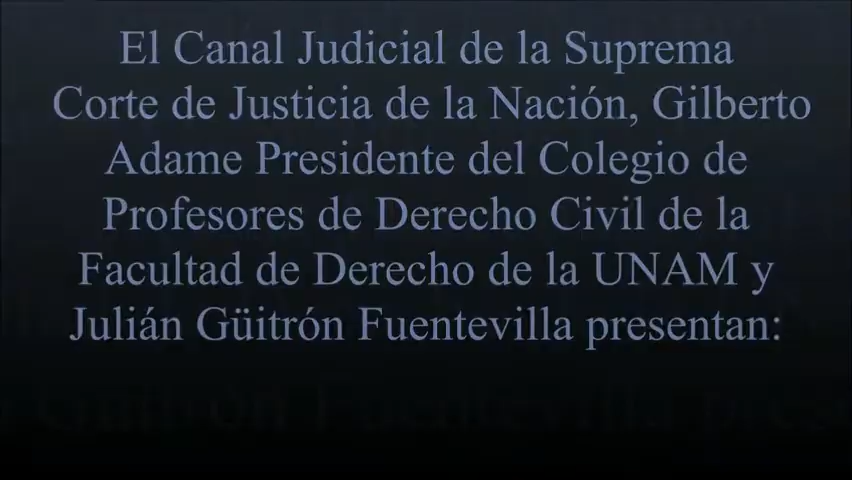 El Canal Judicial de la Suprema
Corte de Justicia de la Nación, Gilberto
Adame Presidente del Colegio de
Profesores de Derecho Civil de la
Facultad de Derecho de la UNAM y
Julián Güitrón Fuentevilla presentan: